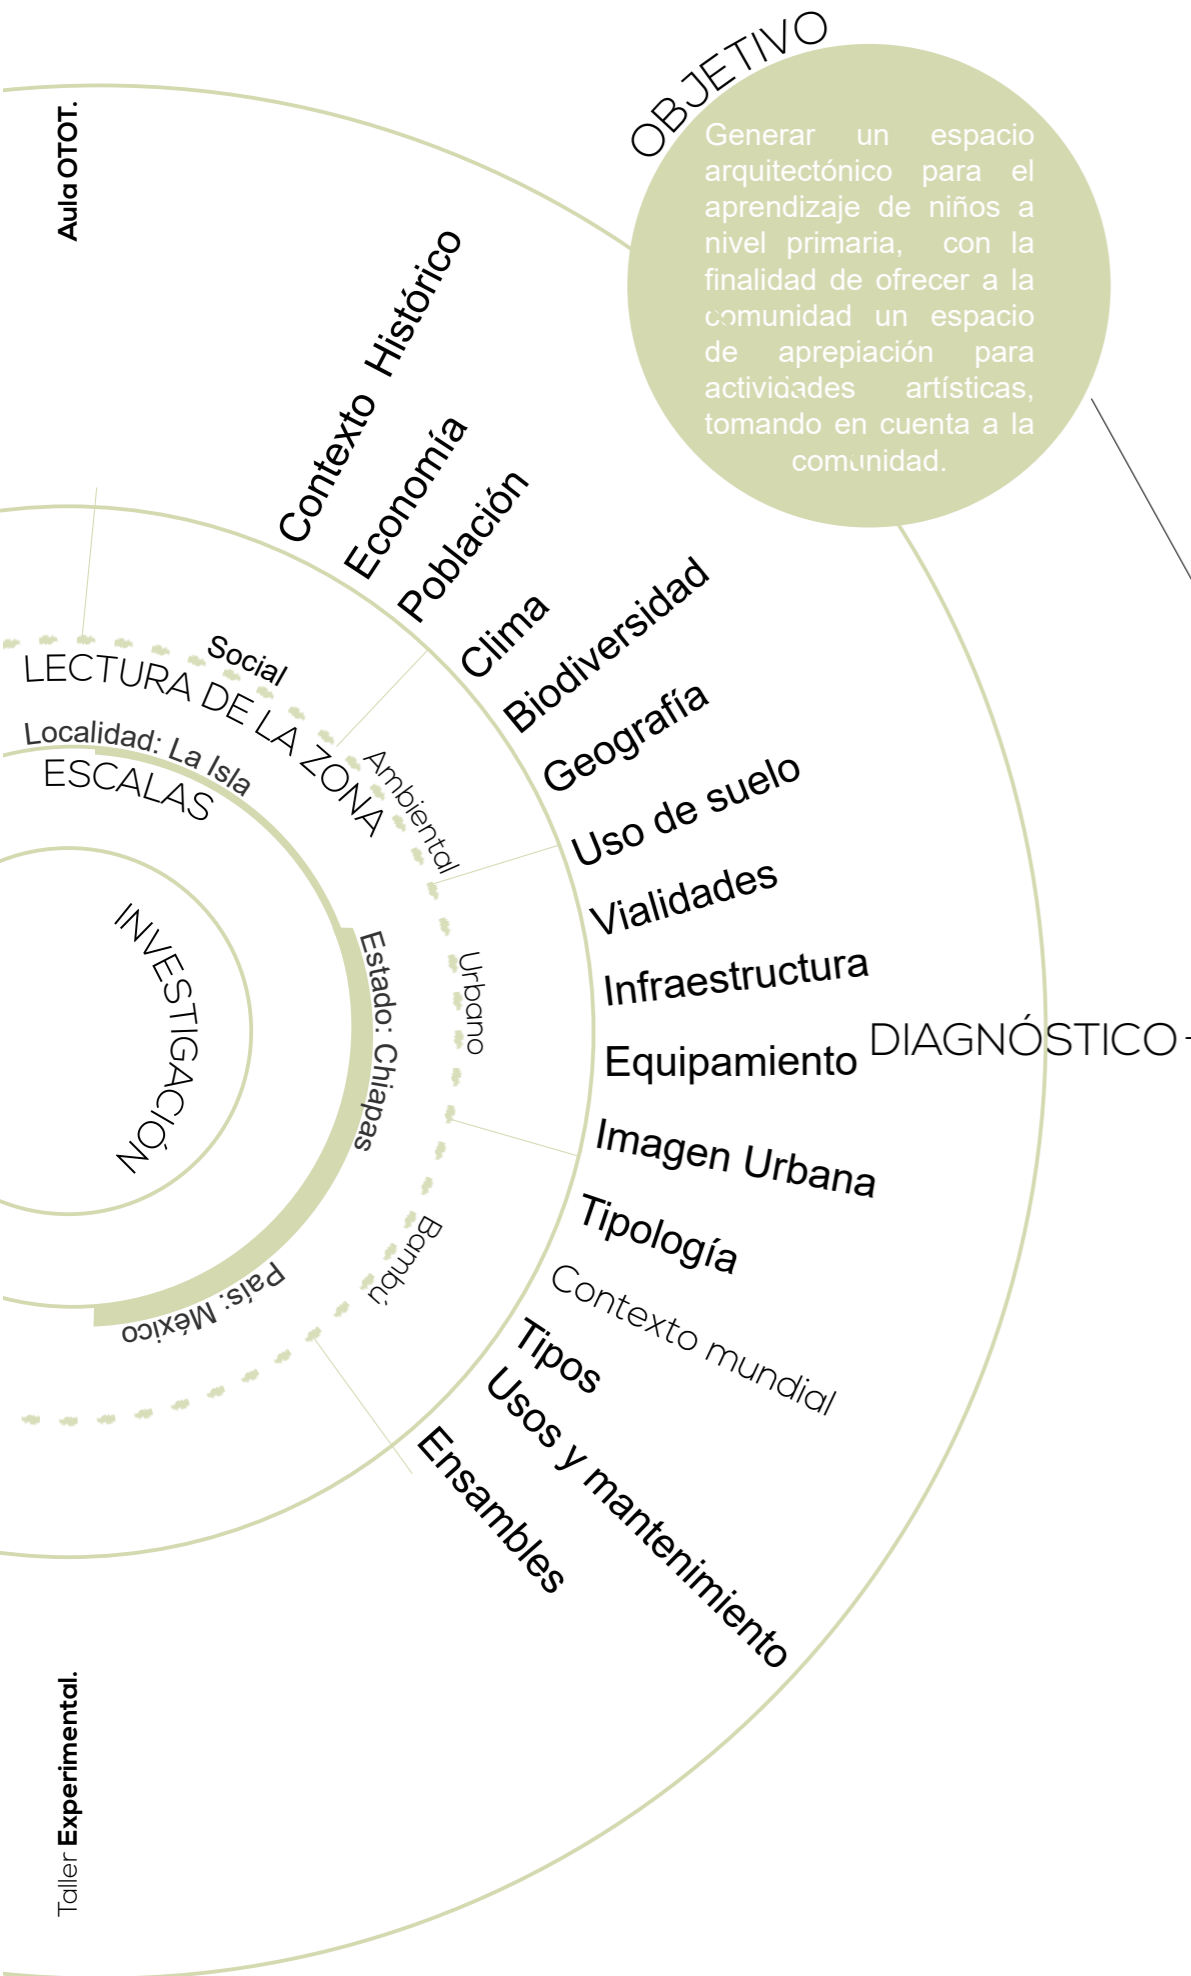 Aula OTOT.
OBJETIVO
Generar un espacio
arquitectónico para el
aprendizaje de niños a
nivel primaria, con la
finalidad de ofrecer a la
comunidad un espacio
de aprepiación para
actividades artísticas,
tomando en cuenta a la
comunidad.
Contexto Histórico
Economía
Población
Clima
Biodiversidad
Geografía
Uso de suelo
Vialidades
Infraestructura
Equipamiento
Imagen Urbana
Tipología
Contexto mundial
Tipos
Usos y mantenimiento
Ensambles
DIAGNÓSTICO
Social
Ambiental
Urbano
Bambú
LECTURA DE LA ZONA
Localidad: La Isla
Estado: Chiapas
País: México
ESCALAS
INVESTIGACIÓN
Taller Experimental.